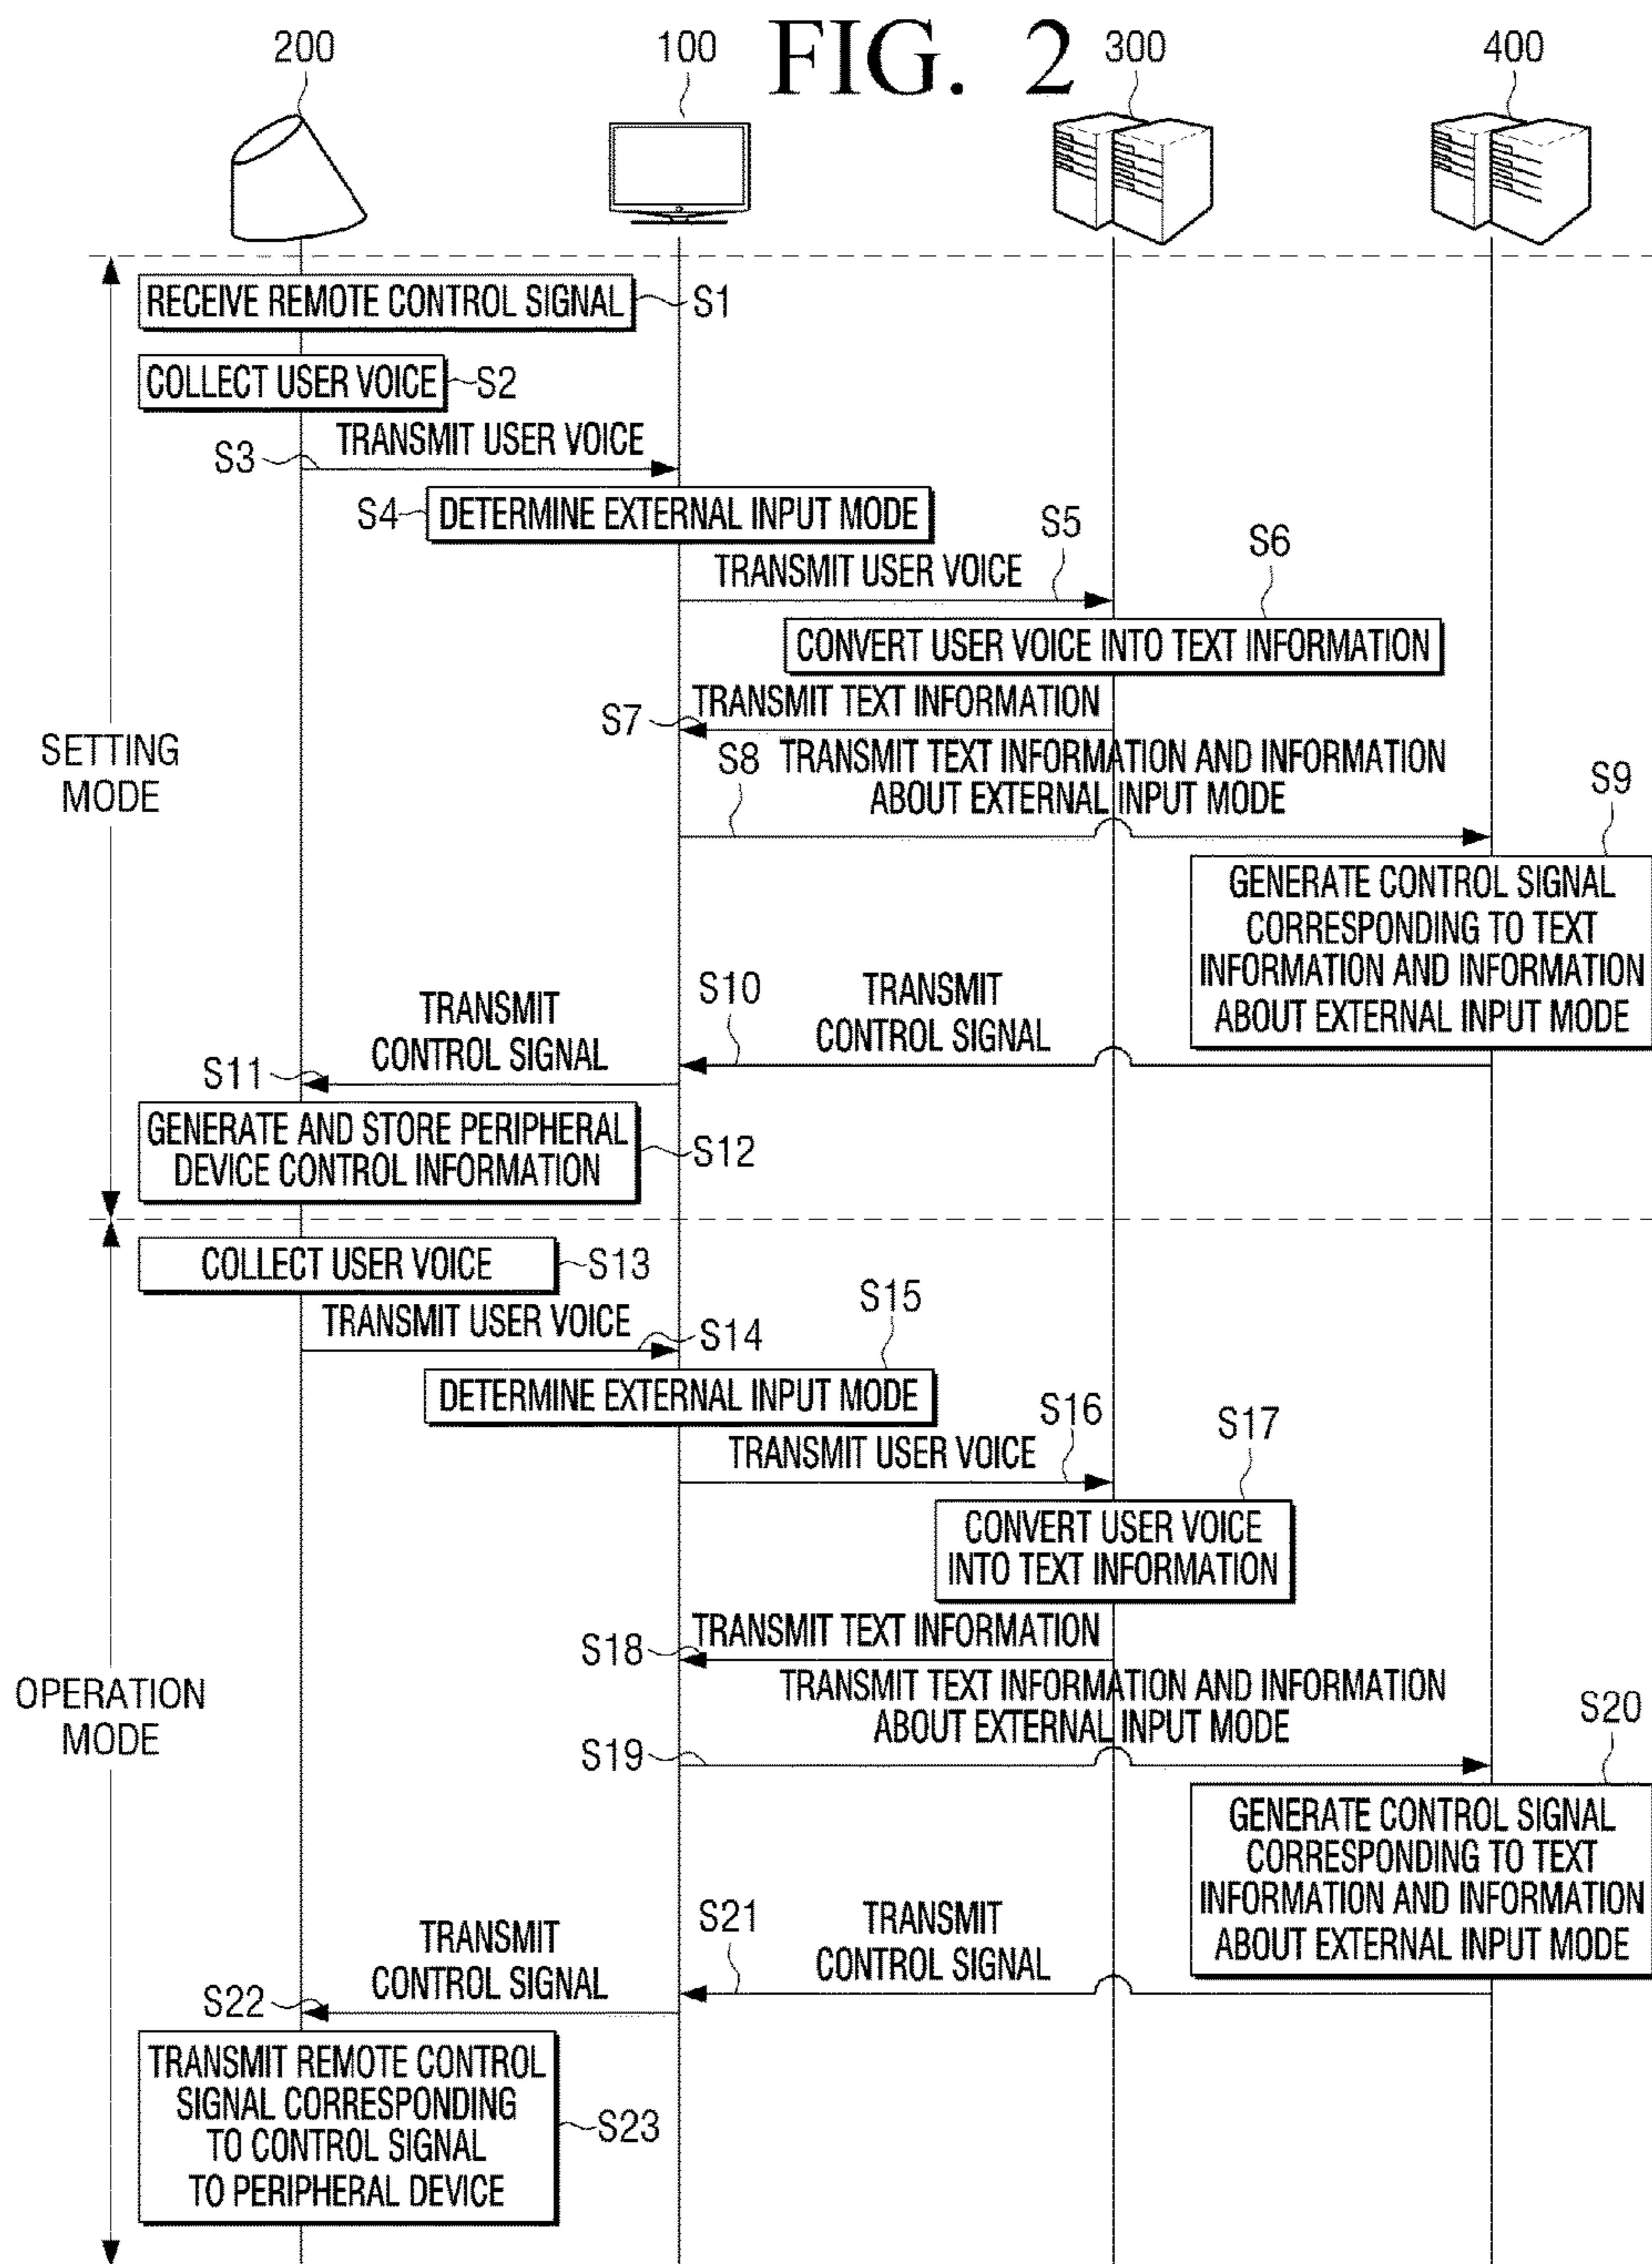 FIG. 2
200
100
300
400
RECEIVE REMOTE CONTROL SIGNAL
S1
COLLECT USER VOICE
S2
TRANSMIT USER VOICE
S3
S4
DETERMINE EXTERNAL INPUT MODE
S5
TRANSMIT USER VOICE
S6
CONVERT USER VOICE INTO TEXT INFORMATION
TRANSMIT TEXT INFORMATION
S7
SETTING
MODE
S8
TRANSMIT TEXT INFORMATION AND INFORMATION
ABOUT EXTERNAL INPUT MODE
S9
GENERATE CONTROL SIGNAL
CORRESPONDING TO TEXT
INFORMATION AND INFORMATION
ABOUT EXTERNAL INPUT MODE
S10
TRANSMIT
CONTROL SIGNAL
TRANSMIT
CONTROL SIGNAL
S11
GENERATE AND STORE PERIPHERAL
DEVICE CONTROL INFORMATION
S12
COLLECT USER VOICE
S13
TRANSMIT USER VOICE
S14
S15
DETERMINE EXTERNAL INPUT MODE
S16
TRANSMIT USER VOICE
S17
CONVERT USER VOICE
INTO TEXT INFORMATION
TRANSMIT TEXT INFORMATION
S18
OPERATION
MODE
TRANSMIT TEXT INFORMATION AND INFORMATION
ABOUT EXTERNAL INPUT MODE
S19
S20
GENERATE CONTROL SIGNAL
CORRESPONDING TO TEXT
INFORMATION AND INFORMATION
ABOUT EXTERNAL INPUT MODE
S21
TRANSMIT
CONTROL SIGNAL
TRANSMIT
CONTROL SIGNAL
S22
TRANSMIT REMOTE CONTROL
SIGNAL CORRESPONDING
TO CONTROL SIGNAL
TO PERIPHERAL DEVICE
S23